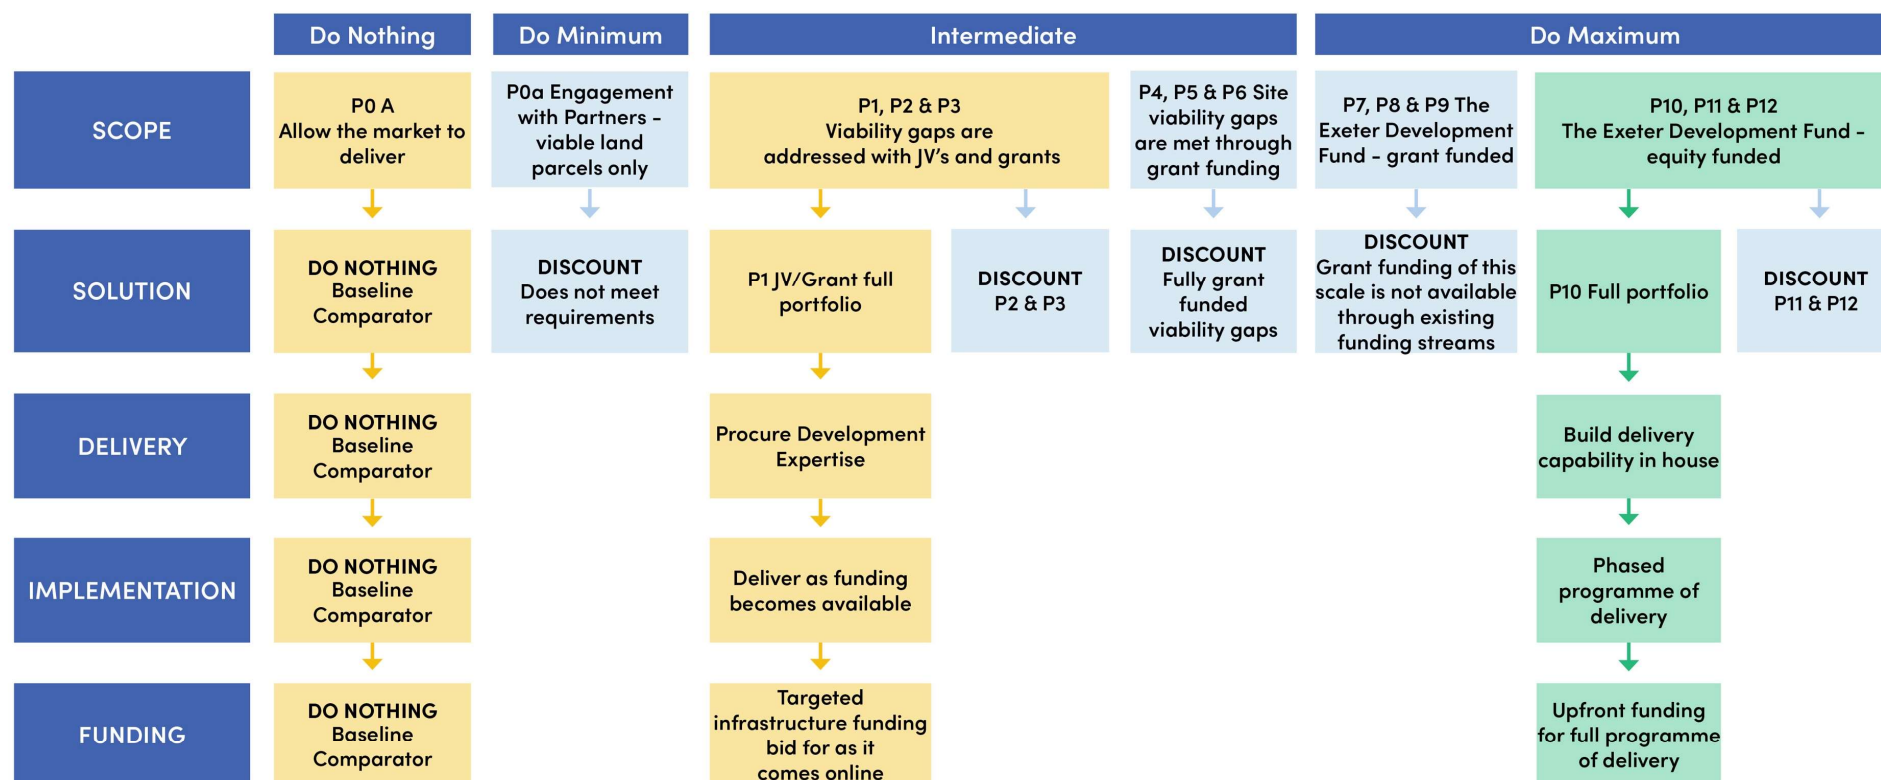 Do Nothing
Do Minimum
Intermediate
Do Maximum
SCOPE
P0 A
Allow the market to
deliver
P0a Engagement
with Partners -
viable land
parcels only
P1, P2 & P3
Viability gaps are
addressed with JV's and grants
P4, P5 & P6 Site
viability gaps
are met through
grant funding
P7, P8 & P9 The
Exeter Development
Fund - grant funded
P10, P11 & P12
The Exeter Development Fund -
equity funded
SOLUTION
DO NOTHING
Baseline
Comparator
DISCOUNT
Does not meet
requirements
P1 JV/Grant full
portfolio
DISCOUNT
P2 & P3
DISCOUNT
Fully grant
funded
viability gaps
DISCOUNT
Grant funding of this
scale is not available
through existing
funding streams
P10 Full portfolio
DISCOUNT
P11 & P12
DELIVERY
DO NOTHING
Baseline
Comparator
Procure Development
Expertise
Build delivery
capability in house
IMPLEMENTATION
DO NOTHING
Baseline
Comparator
Deliver as funding
becomes available
Phased
programme of
delivery
FUNDING
DO NOTHING
Baseline
Comparator
Targeted
infrastructure funding
bid for as it
comes online
Upfront funding
for full programme
of delivery